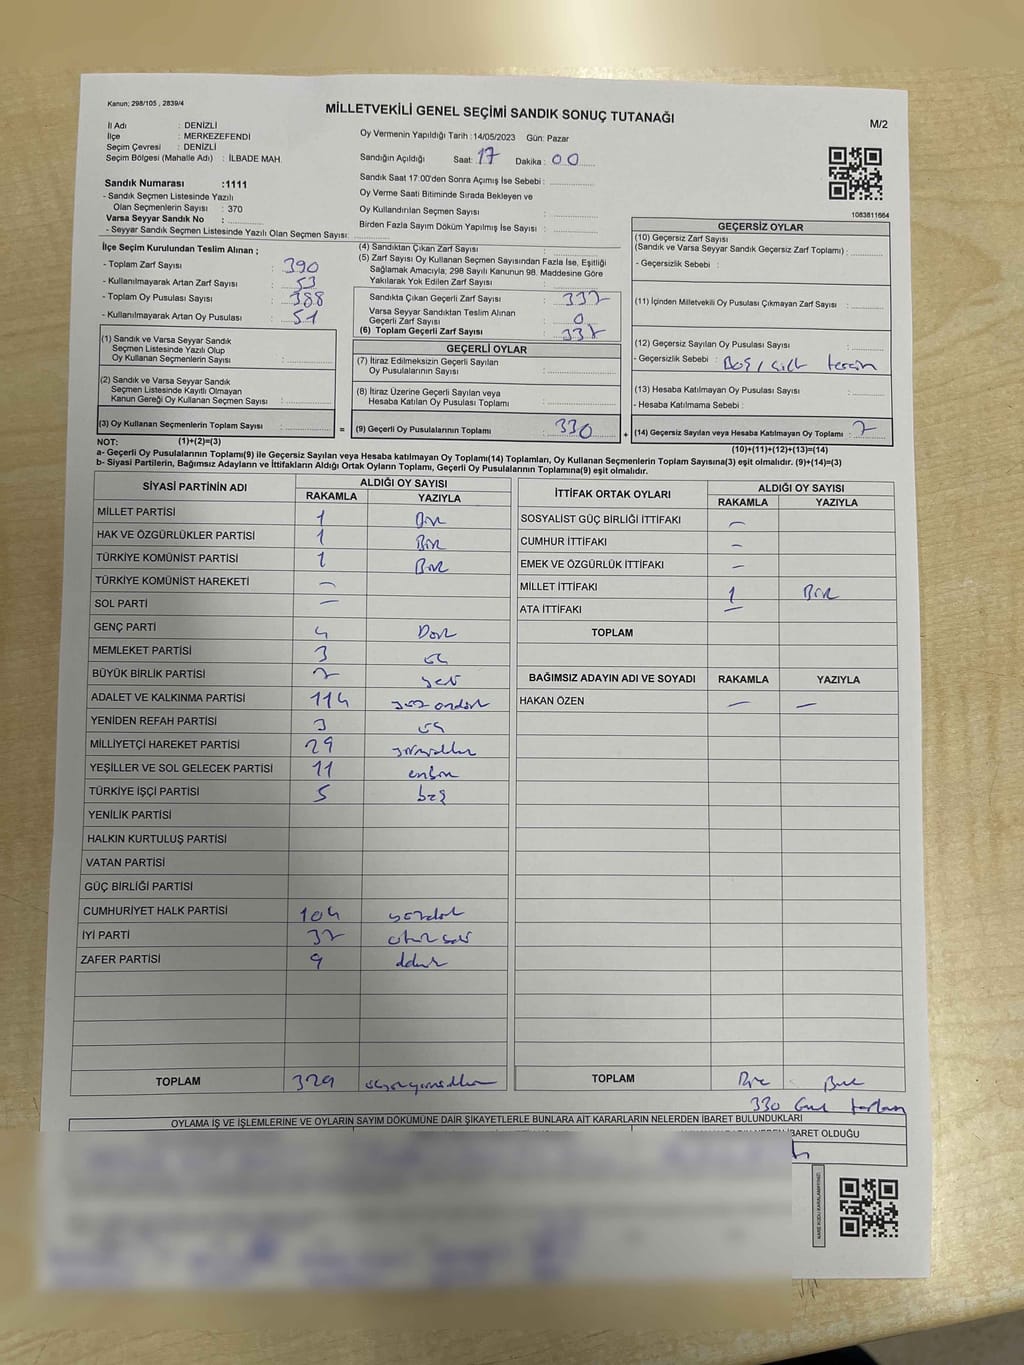 Kanun; 298/105 , 2839/4
MİLLETVEKİLİ GENEL SEÇİMİ SANDIK SONUÇ TUTANAĞI
M/2
İl Adı : DENİZLİ
İlçe : MERKEZEFENDİ
Seçim Çevresi : DENİZLİ
Seçim Bölgesi (Mahalle Adı) : İLBADE MAH.
Sandık Numarası :1111
- Sandık Seçmen Listesinde Yazılı
Olan Seçmenlerin Sayısı : 370
Varsa Seyyar Sandık No :
- Seyyar Sandık Seçmen Listesinde Yazılı Olan Seçmen Sayısı:
Oy Vermenin Yapıldığı Tarih :14/05/2023 Gün: Pazar
Sandığın Açıldığı Saat: 17 Dakika : 00
Sandık Saat 17:00'den Sonra Açımış İse Sebebi :
Oy Verme Saati Bitiminde Sırada Bekleyen ve
Oy Kullandırılan Seçmen Sayısı :
Birden Fazla Sayım Döküm Yapılmış İse Sayısı :
1083811664
İlçe Seçim Kurulundan Teslim Alınan ;
- Toplam Zarf Sayısı : 390
- Kullanılmayarak Artan Zarf Sayısı : 53
- Toplam Oy Pusulası Sayısı : 388
- Kullanılmayarak Artan Oy Pusulası : 51
(1) Sandık ve Varsa Seyyar Sandık
Seçmen Listesinde Yazılı Olup
Oy Kullanan Seçmenlerin Sayısı :
(2) Sandık ve Varsa Seyyar Sandık
Seçmen Listesinde Kayıtlı Olmayan
Kanun Gereği Oy Kullanan Seçmen Sayısı :
(3) Oy Kullanan Seçmenlerin Toplam Sayısı :
(1)+(2)=(3)
(4) Sandıktan Çıkan Zarf Sayısı :
(5) Zarf Sayısı Oy Kullanan Seçmen Sayısından Fazla İse, Eşitliği
Sağlamak Amacıyla; 298 Sayılı Kanunun 98. Maddesine Göre
Yakılarak Yok Edilen Zarf Sayısı :
Sandıkta Çıkan Geçerli Zarf Sayısı : 337
Varsa Seyyar Sandıktan Teslim Alınan
Geçerli Zarf Sayısı : 0
(6) Toplam Geçerli Zarf Sayısı : 337
GEÇERLİ OYLAR
(7) İtiraz Edilmeksizin Geçerli Sayılan
Oy Pusulalarının Sayısı :
(8) İtiraz Üzerine Geçerli Sayılan veya
Hesaba Katılan Oy Pusulası Toplamı :
= (9) Geçerli Oy Pusulalarının Toplamı : 330
GEÇERSİZ OYLAR
(10) Geçersiz Zarf Sayısı
(Sandık ve Varsa Seyyar Sandık Geçersiz Zarf Toplamı) :
- Geçersizlik Sebebi :
(11) İçinden Milletvekili Oy Pusulası Çıkmayan Zarf Sayısı :
(12) Geçersiz Sayılan Oy Pusulası Sayısı :
- Geçersizlik Sebebi : Boş, çift
(13) Hesaba Katılmayan Oy Pusulası Sayısı :
- Hesaba Katılmama Sebebi :
+ (14) Geçersiz Sayılan veya Hesaba Katılmayan Oy Toplamı : 7
(10)+(11)+(12)+(13)=(14)
NOT:
a- Geçerli Oy Pusulalarının Toplamı(9) ile Geçersiz Sayılan veya Hesaba katılmayan Oy Toplamı(14) Toplamları, Oy Kullanan Seçmenlerin Toplam Sayısına(3) eşit olmalıdır. (9)+(14)=(3)
b- Siyasi Partilerin, Bağımsız Adayların ve İttifakların Aldığı Ortak Oyların Toplamı, Geçerli Oy Pusulalarının Toplamına(9) eşit olmalıdır.
SİYASİ PARTİNİN ADI ALDIĞI OY SAYISI
RAKAMLA YAZIYLA
MİLLET PARTİSİ 1 Bir
HAK VE ÖZGÜRLÜKLER PARTİSİ 1 Bir
TÜRKİYE KOMÜNİST PARTİSİ 1 Bir
TÜRKİYE KOMÜNİST HAREKETİ –
SOL PARTİ –
GENÇ PARTİ 4 Dört
MEMLEKET PARTİSİ 3 üç
BÜYÜK BİRLİK PARTİSİ 7 yedi
ADALET VE KALKINMA PARTİSİ 114 yüz ondört
YENİDEN REFAH PARTİSİ 3 üç
MİLLİYETÇİ HAREKET PARTİSİ 29 yirmidokuz
YEŞİLLER VE SOL GELECEK PARTİSİ 11 onbir
TÜRKİYE İŞÇİ PARTİSİ 5 beş
YENİLİK PARTİSİ
HALKIN KURTULUŞ PARTİSİ
VATAN PARTİSİ
GÜÇ BİRLİĞİ PARTİSİ
CUMHURİYET HALK PARTİSİ 104 yüzdört
İYİ PARTİ 37 otuz yedi
ZAFER PARTİSİ 9 dokuz
TOPLAM 329 üçyüzyirmidokuz
İTTİFAK ORTAK OYLARI ALDIĞI OY SAYISI
RAKAMLA YAZIYLA
SOSYALİST GÜÇ BİRLİĞİ İTTİFAKI –
CUMHUR İTTİFAKI –
EMEK VE ÖZGÜRLÜK İTTİFAKI –
MİLLET İTTİFAKI 1 Bir
ATA İTTİFAKI –
TOPLAM
BAĞIMSIZ ADAYIN ADI VE SOYADI RAKAMLA YAZIYLA
HAKAN ÖZEN – –
TOPLAM Bir Bir
330 Genel toplam
OYLAMA İŞ VE İŞLEMLERİNE VE OYLARIN SAYIM DÖKÜMÜNE DAİR ŞİKAYETLERLE BUNLARA AİT KARARLARIN NELERDEN İBARET BULUNDUKLARI
İBARET OLDUĞU